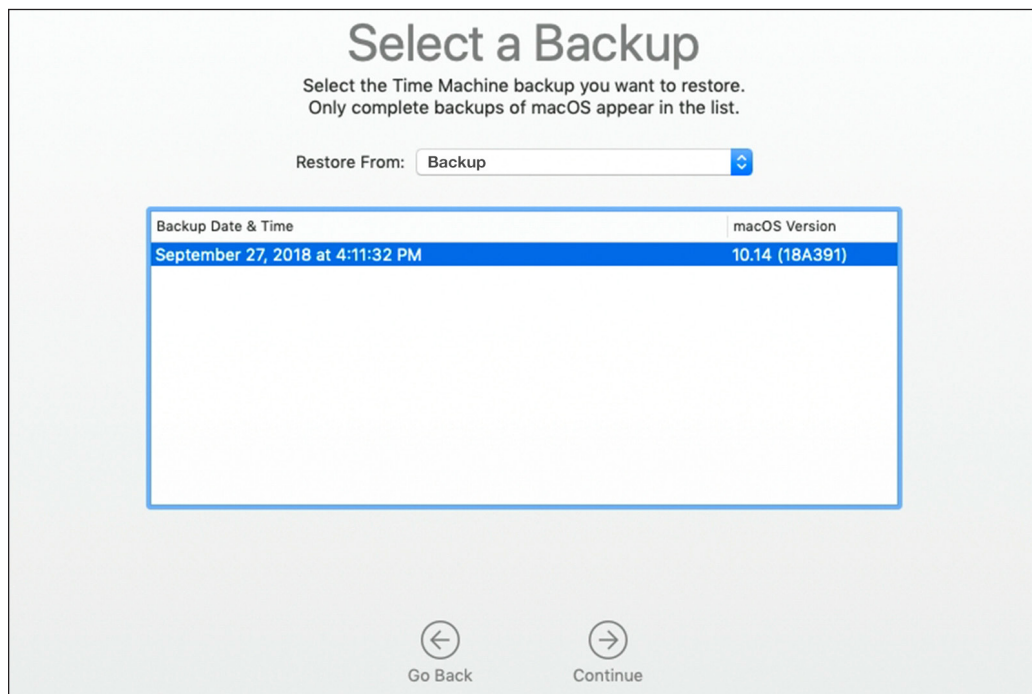 Select a Backup
Select the Time Machine backup you want to restore.
Only complete backups of macOS appear in the list.
Restore From: Backup
Backup Date & Time macOS Version
September 27, 2018 at 4:11:32 PM 10.14 (18A391)
Go Back Continue